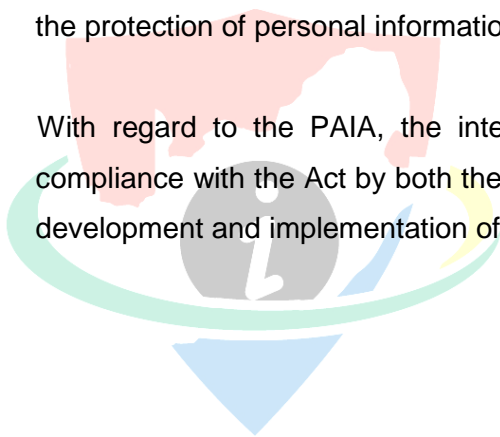 the protection of personal informatio
With regard to the PAIA, the inte
compliance with the Act by both the
development and implementation of